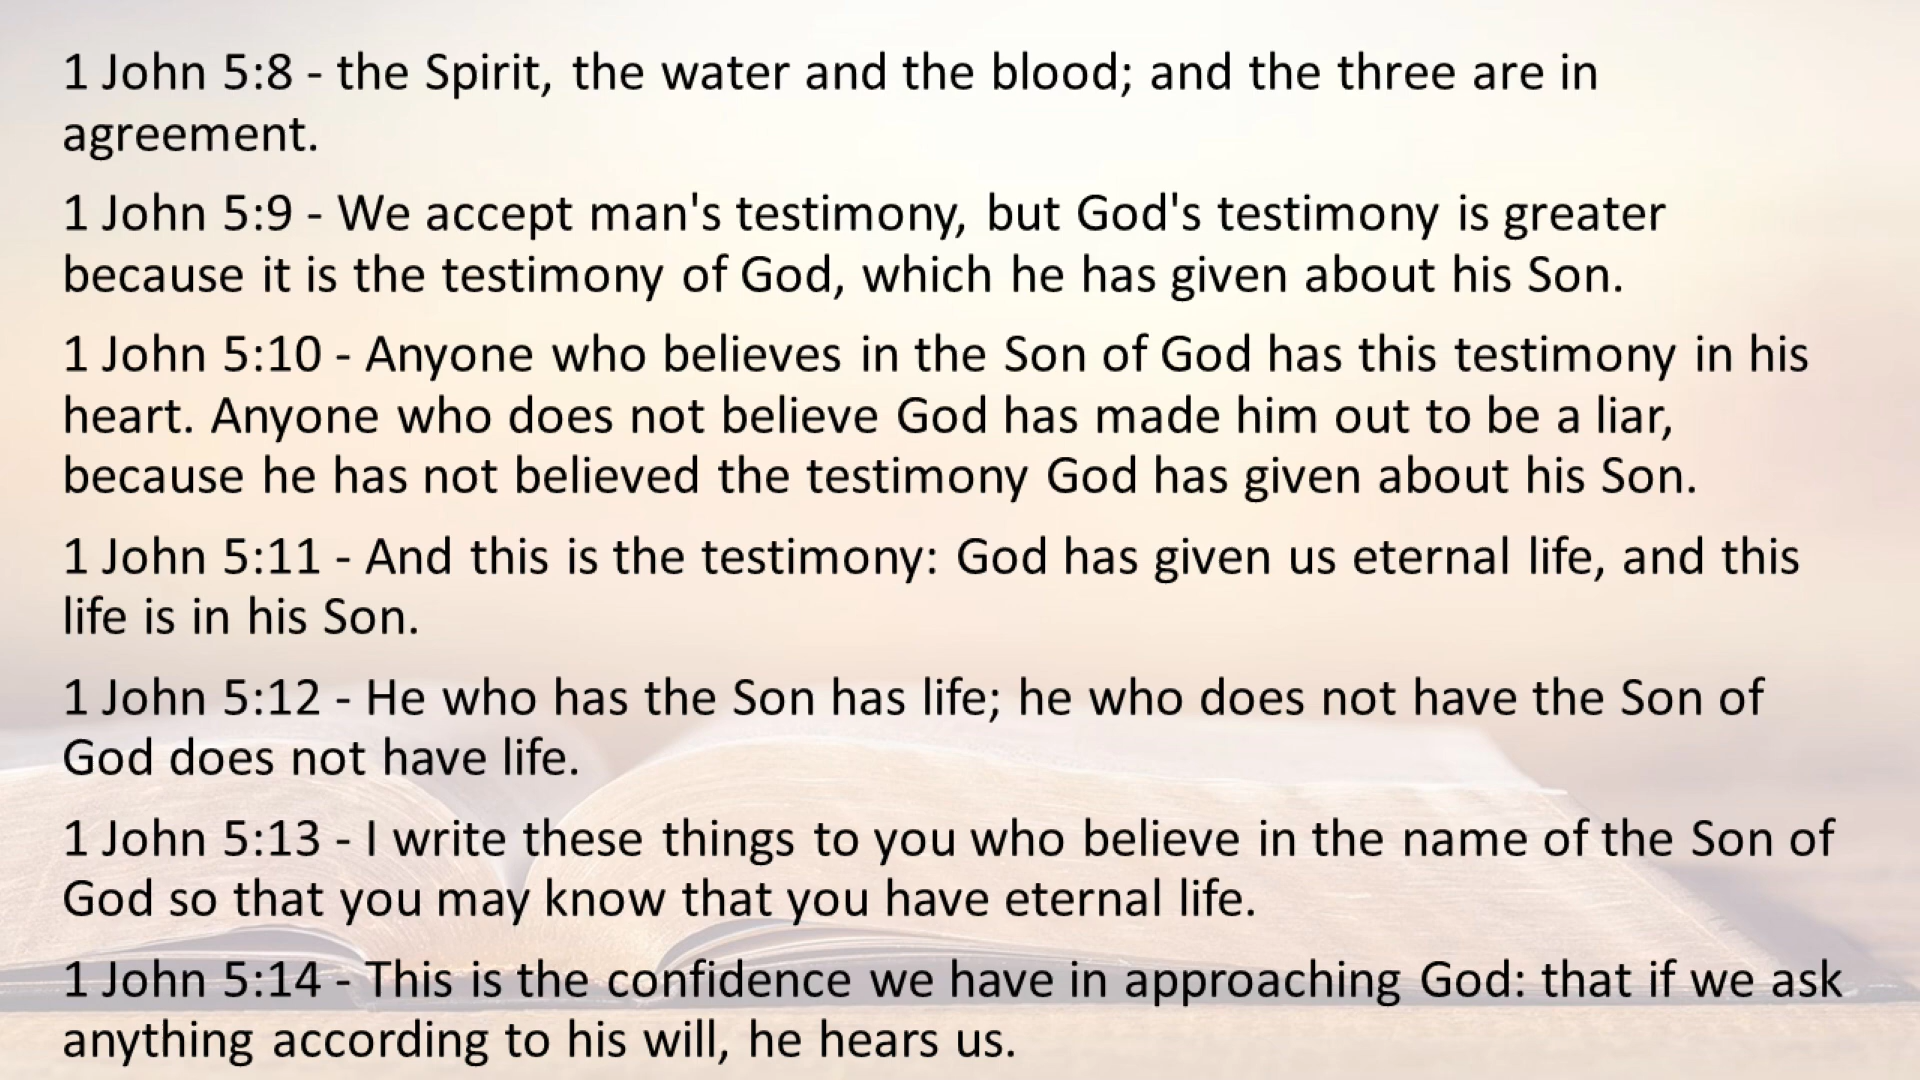 1 John 5:8 - the Spirit, the water and the blood; and the three are in
agreement.
1 John 5:9 - We accept man's testimony, but God's testimony is greater
because it is the testimony of God, which he has given about his Son.
1 John 5:10 - Anyone who believes in the Son of God has this testimony in his
heart. Anyone who does not believe God has made him out to be a liar,
because he has not believed the testimony God has given about his Son.
1 John 5:11 - And this is the testimony: God has given us eternal life, and this
life is in his Son.
1 John 5:12 - He who has the Son has life; he who does not have the Son of
God does not have life.
1 John 5:13 - I write these things to you who believe in the name of the Son of
God so that you may know that you have eternal life.
1 John 5:14 - This is the confidence we have in approaching God: that if we ask
anything according to his will, he hears us.